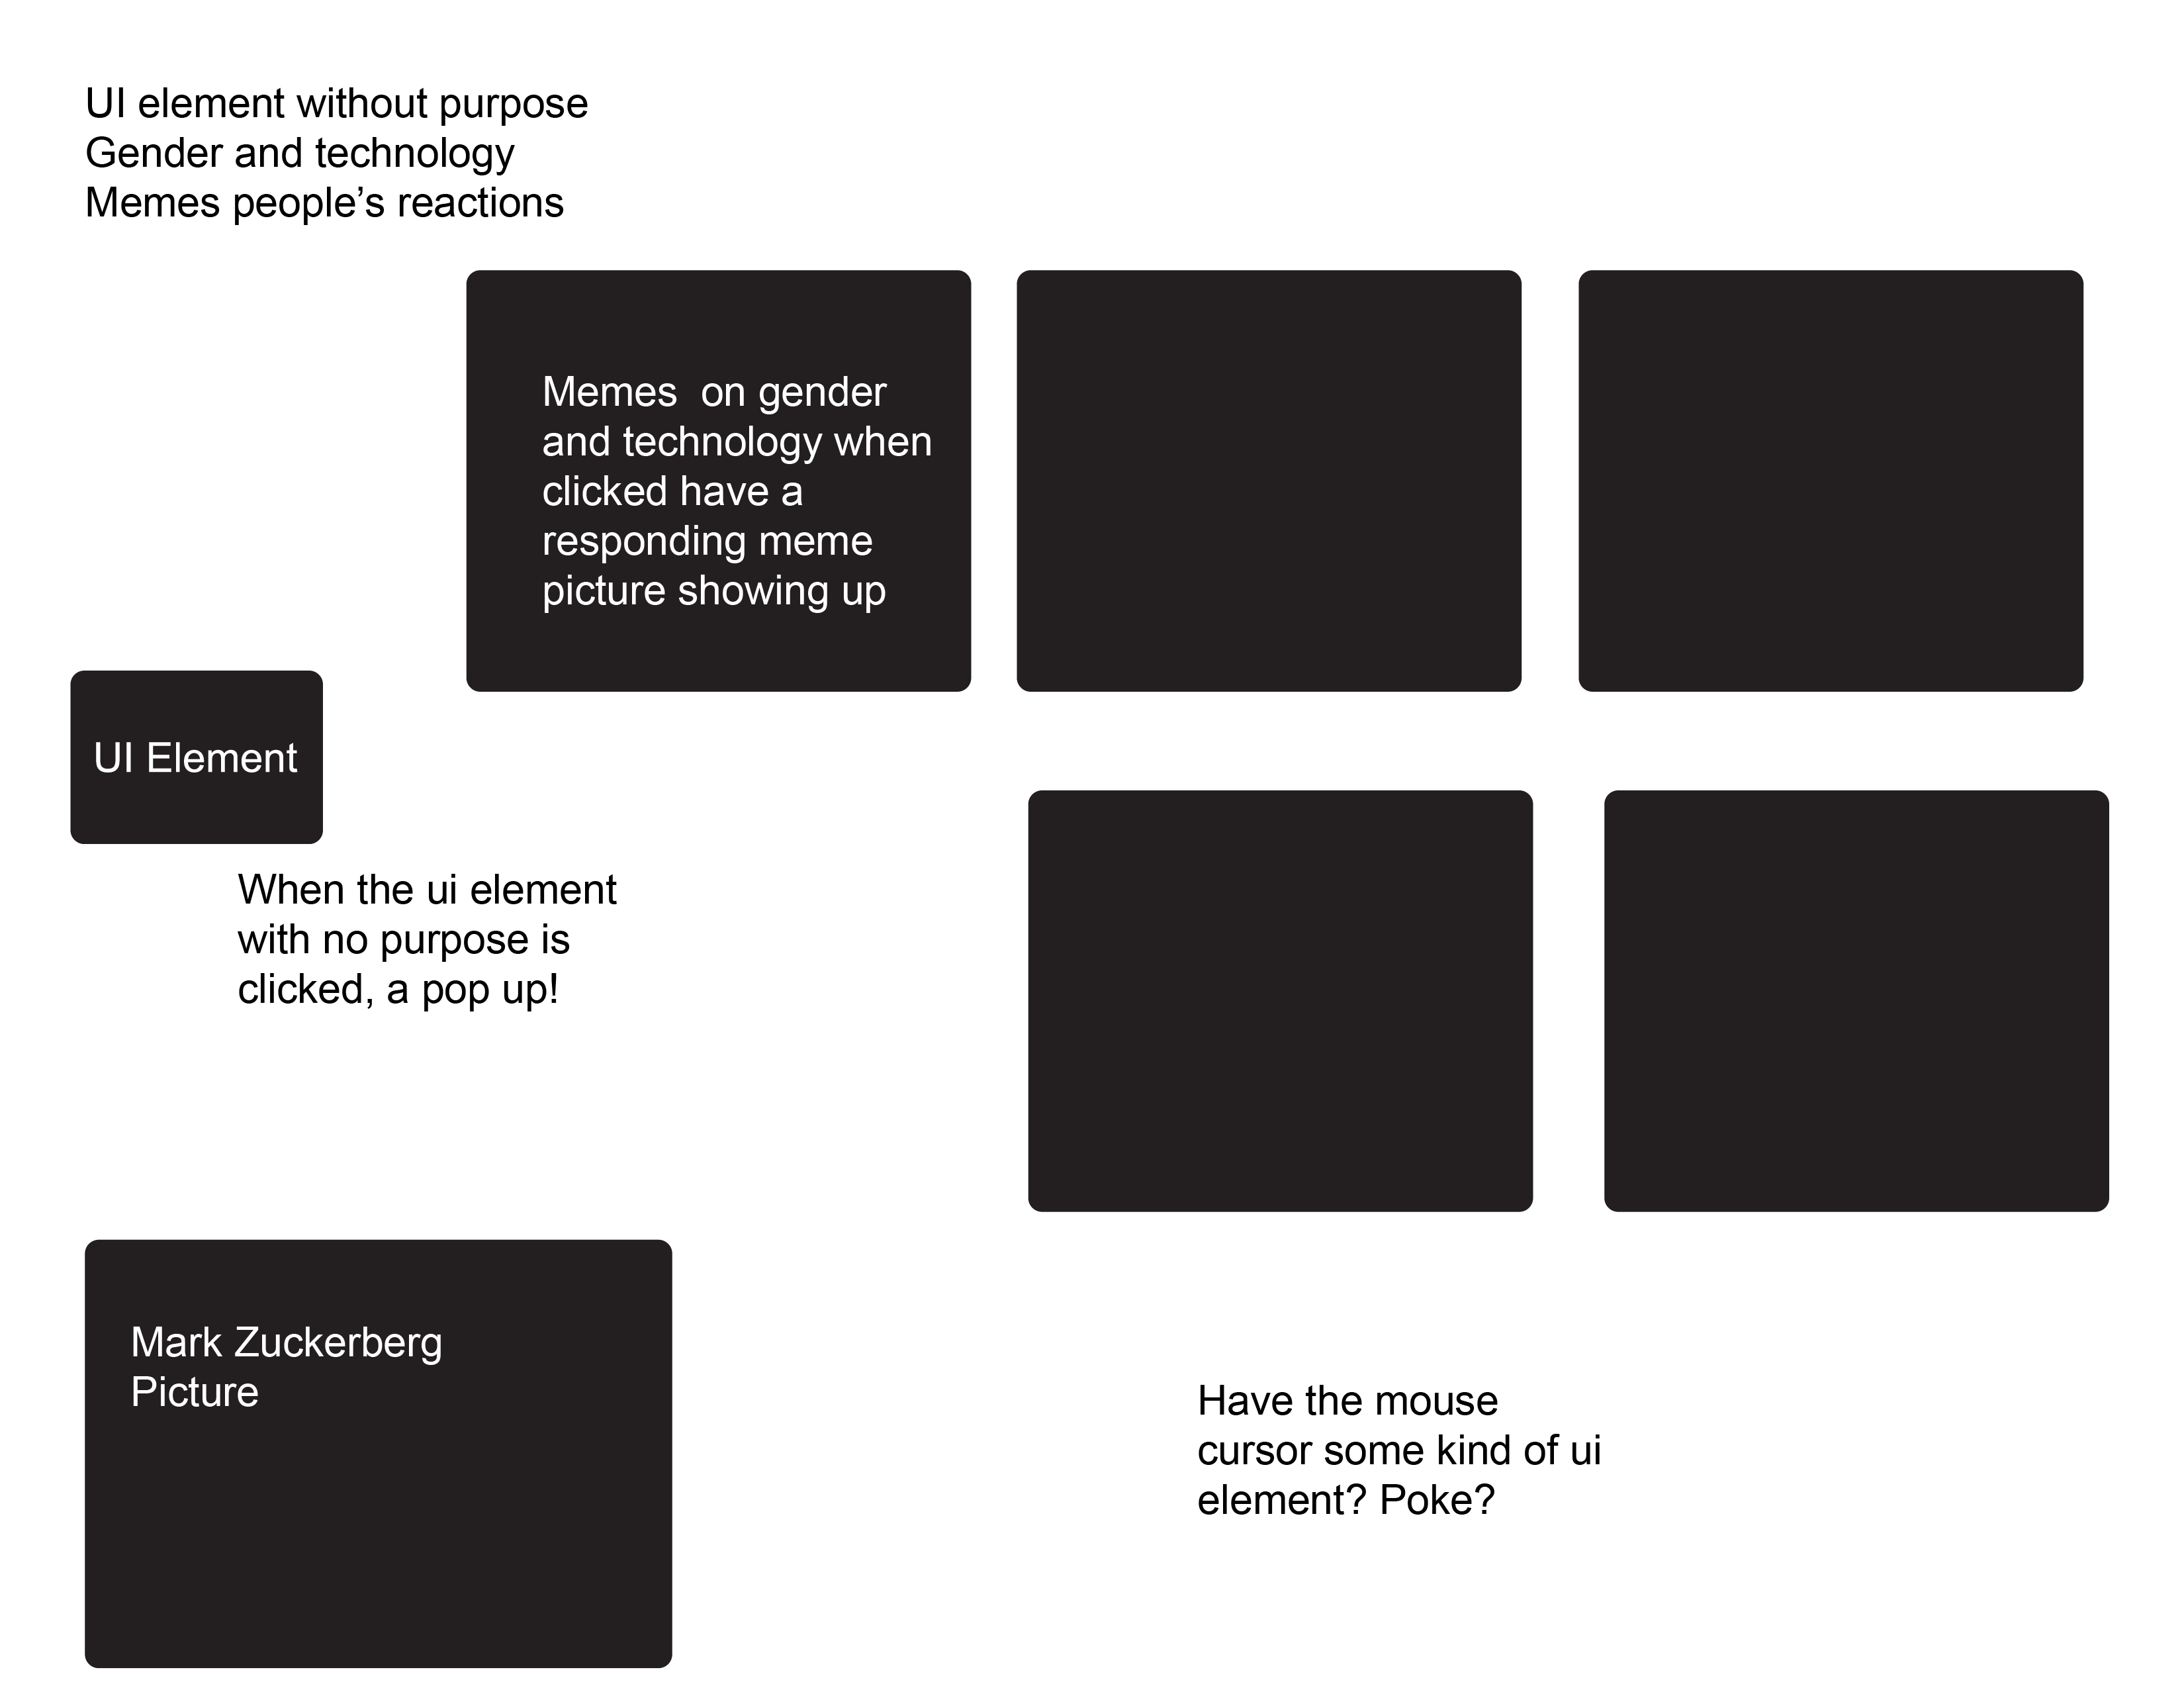 UI element without purpose
Gender and technology
Memes people’s reactions
Memes  on gender
and technology when
clicked have a
responding meme
picture showing up
UI Element
When the ui element
with no purpose is
clicked, a pop up!
Mark Zuckerberg
Picture
Have the mouse
cursor some kind of ui
element? Poke?